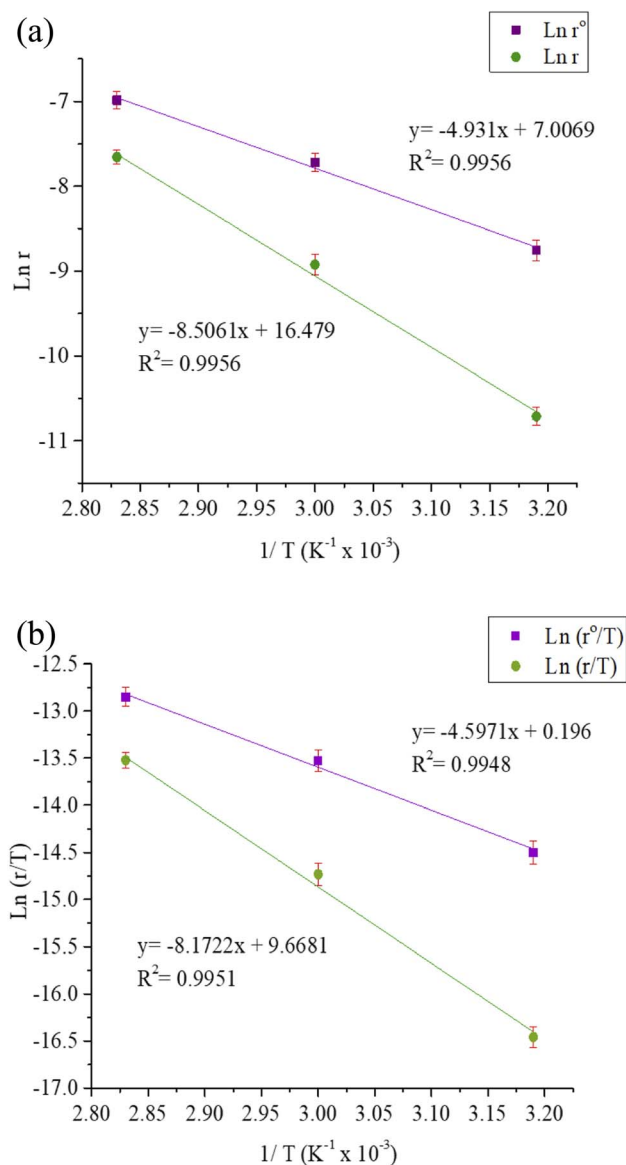 (a)
Ln r°
Ln r
-7
-8
-9
-10
-11
Ln r
y= -4.931x + 7.0069
R²= 0.9956
y= -8.5061x + 16.479
R²= 0.9956
2.80 2.85 2.90 2.95 3.00 3.05 3.10 3.15 3.20
1/ T (K⁻¹ x 10⁻³)
(b)
Ln (r°/T)
Ln (r/T)
-12.5
-13.0
-13.5
-14.0
-14.5
-15.0
-15.5
-16.0
-16.5
-17.0
Ln (r/T)
y= -4.5971x + 0.196
R²= 0.9948
y= -8.1722x + 9.6681
R²= 0.9951
2.80 2.85 2.90 2.95 3.00 3.05 3.10 3.15 3.20
1/ T (K⁻¹ x 10⁻³)